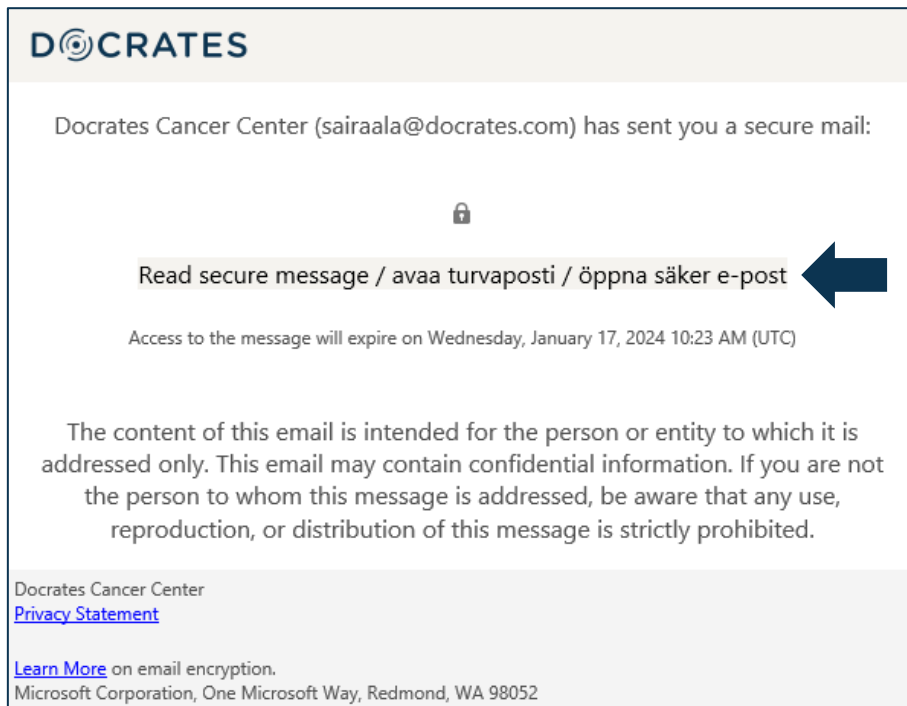 DOCRATES
Docrates Cancer Center (sairaala@docrates.com) has sent you a secure mail:
Read secure message / avaa turvaposti / öppna säker e-post
Access to the message will expire on Wednesday, January 17, 2024 10:23 AM (UTC)
The content of this email is intended for the person or entity to which it is
addressed only. This email may contain confidential information. If you are not
the person to whom this message is addressed, be aware that any use,
reproduction, or distribution of this message is strictly prohibited.
Docrates Cancer Center
Privacy Statement
Learn More on email encryption.
Microsoft Corporation, One Microsoft Way, Redmond, WA 98052